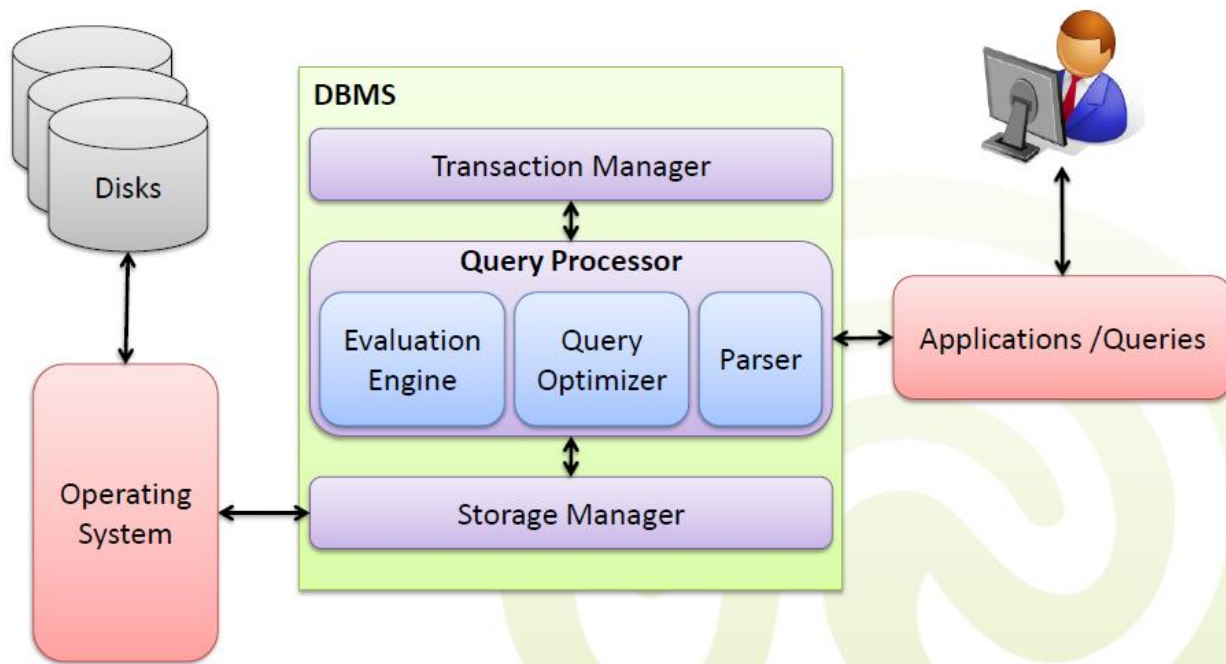 Disks
DBMS
Transaction Manager
Query Processor
Evaluation
Engine
Query
Optimizer
Parser
Applications /Queries
Operating
System
Storage Manager